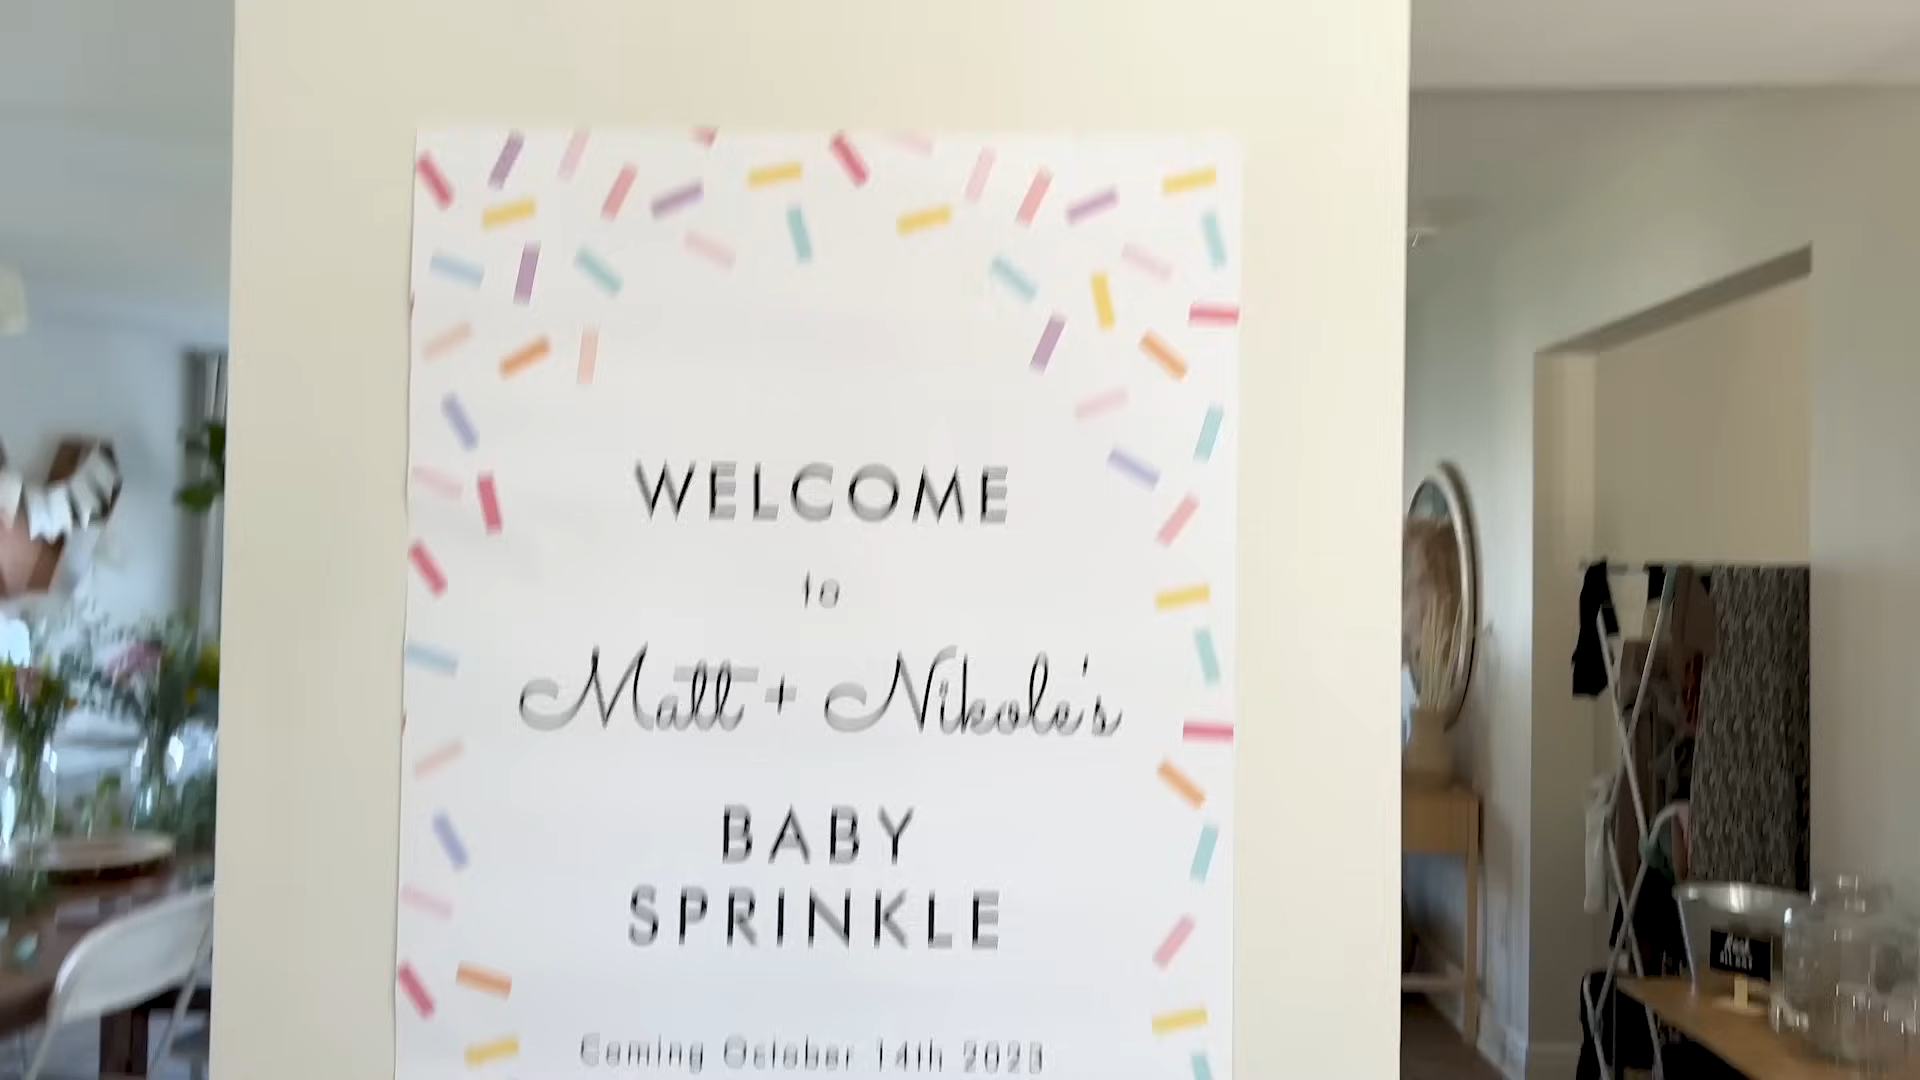 WELCOME
to
Matt + Nikole's
BABY
SPRINKLE
Coming October 14th 2023